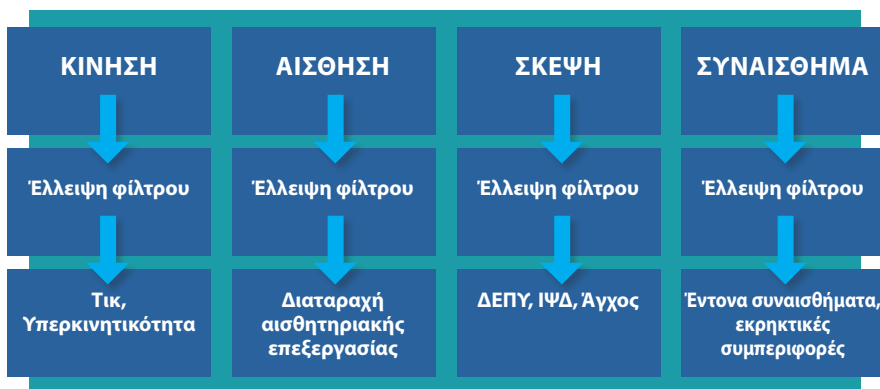 ΚΙΝΗΣΗ
ΑΙΣΘΗΣΗ
ΣΚΕΨΗ
ΣΥΝΑΙΣΘΗΜΑ
Έλλειψη φίλτρου
Έλλειψη φίλτρου
Έλλειψη φίλτρου
Έλλειψη φίλτρου
Τικ,
Υπερκινητικότητα
Διαταραχή
αισθητηριακής
επεξεργασίας
ΔΕΠΥ, ΙΨΔ, Άγχος
Έντονα συναισθήματα,
εκρηκτικές
συμπεριφορές